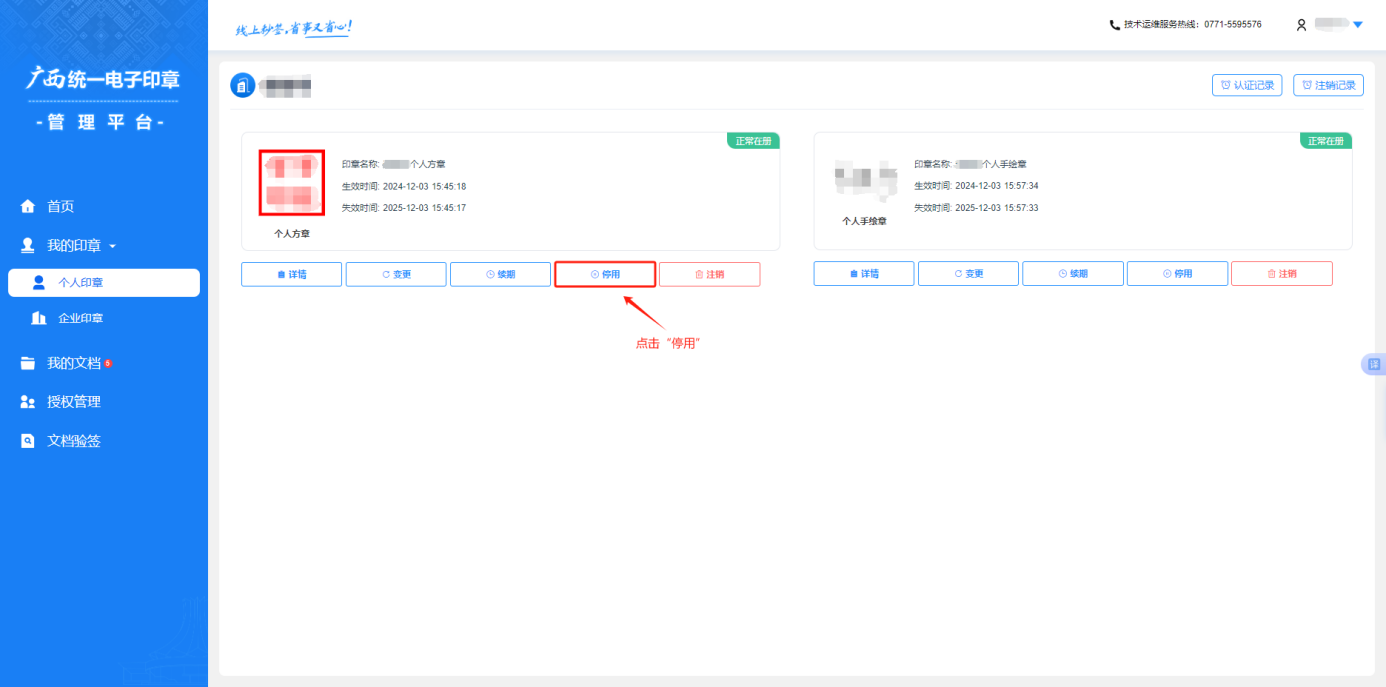 线上秒签,省事又省心!
技术运维服务热线：0771-5595576
广西统一电子印章
-管理平台-
首页
我的印章
个人印章
企业印章
我的文档
授权管理
文档验签
认证记录
注销记录
正常在册
印章名称: 个人方章
生效时间: 2024-12-03 15:45:18
失效时间: 2025-12-03 15:45:17
个人方章
详情
变更
续期
停用
注销
点击“停用”
正常在册
印章名称: 个人手绘章
生效时间: 2024-12-03 15:57:34
失效时间: 2025-12-03 15:57:33
个人手绘章
详情
变更
续期
停用
注销
译